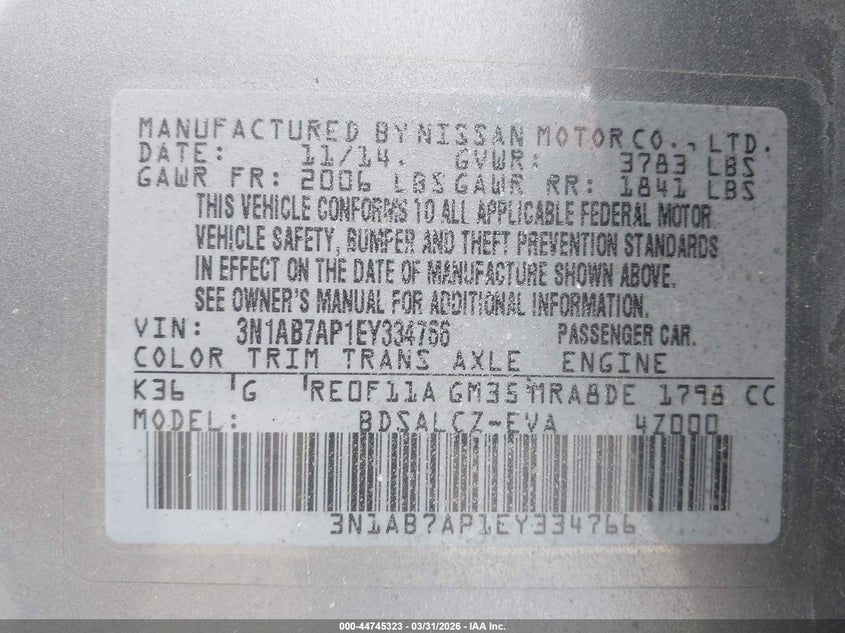 MANUFACTURED BY NISSAN MOTOR CO., LTD.
DATE: 11/14. GVWR: 3783 LBS
GAWR FR: 2006 LBS GAWR RR: 1841 LBS
THIS VEHICLE CONFORMS TO ALL APPLICABLE FEDERAL MOTOR
VEHICLE SAFETY, BUMPER AND THEFT PREVENTION STANDARDS
IN EFFECT ON THE DATE OF MANUFACTURE SHOWN ABOVE.
SEE OWNER'S MANUAL FOR ADDITIONAL INFORMATION.
VIN: 3N1AB7AP1EY334766 PASSENGER CAR.
COLOR TRIM TRANS AXLE ENGINE
K36 G RE0F11A GM35 MRA8DE 1798 CC
MODEL: BDSALCZ-EVA 4Z000
3N1AB7AP1EY334766
000-44745323 — 03/31/2026 — IAA Inc.